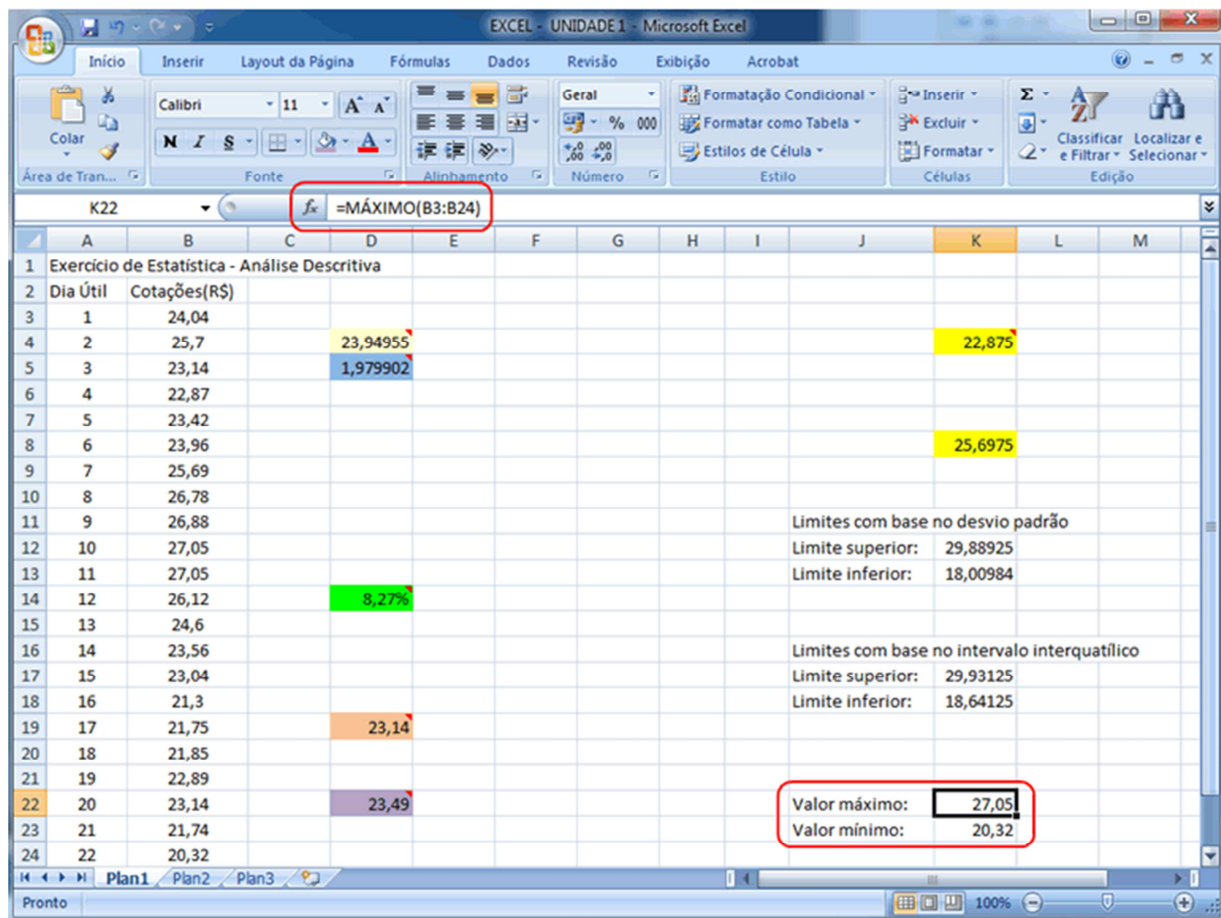 EXCEL - UNIDADE 1 - Microsoft Excel
Início Inserir Layout da Página Fórmulas Dados Revisão Exibição Acrobat
Colar
Área de Tran...
Calibri 11 A A
N I S A
Fonte
Alinhamento
Geral
% 000
Número
Formatação Condicional
Formatar como Tabela
Estilos de Célula
Estilo
Inserir
Excluir
Formatar
Células
Σ
Classificar e Filtrar
Localizar e Selecionar
Edição
K22 fx =MÁXIMO(B3:B24)
A B C D E F G H I J K L M
1 Exercício de Estatística - Análise Descritiva
2 Dia Útil Cotações(R$)
3 1 24,04
4 2 25,7 23,94955 22,875
5 3 23,14 1,979902
6 4 22,87
7 5 23,42
8 6 23,96 25,6975
9 7 25,69
10 8 26,78
11 9 26,88 Limites com base no desvio padrão
12 10 27,05 Limite superior: 29,88925
13 11 27,05 Limite inferior: 18,00984
14 12 26,12 8,27%
15 13 24,6
16 14 23,56 Limites com base no intervalo interquatílico
17 15 23,04 Limite superior: 29,93125
18 16 21,3 Limite inferior: 18,64125
19 17 21,75 23,14
20 18 21,85
21 19 22,89
22 20 23,14 23,49 Valor máximo: 27,05
23 21 21,74 Valor mínimo: 20,32
24 22 20,32
Plan1 Plan2 Plan3
Pronto 100%